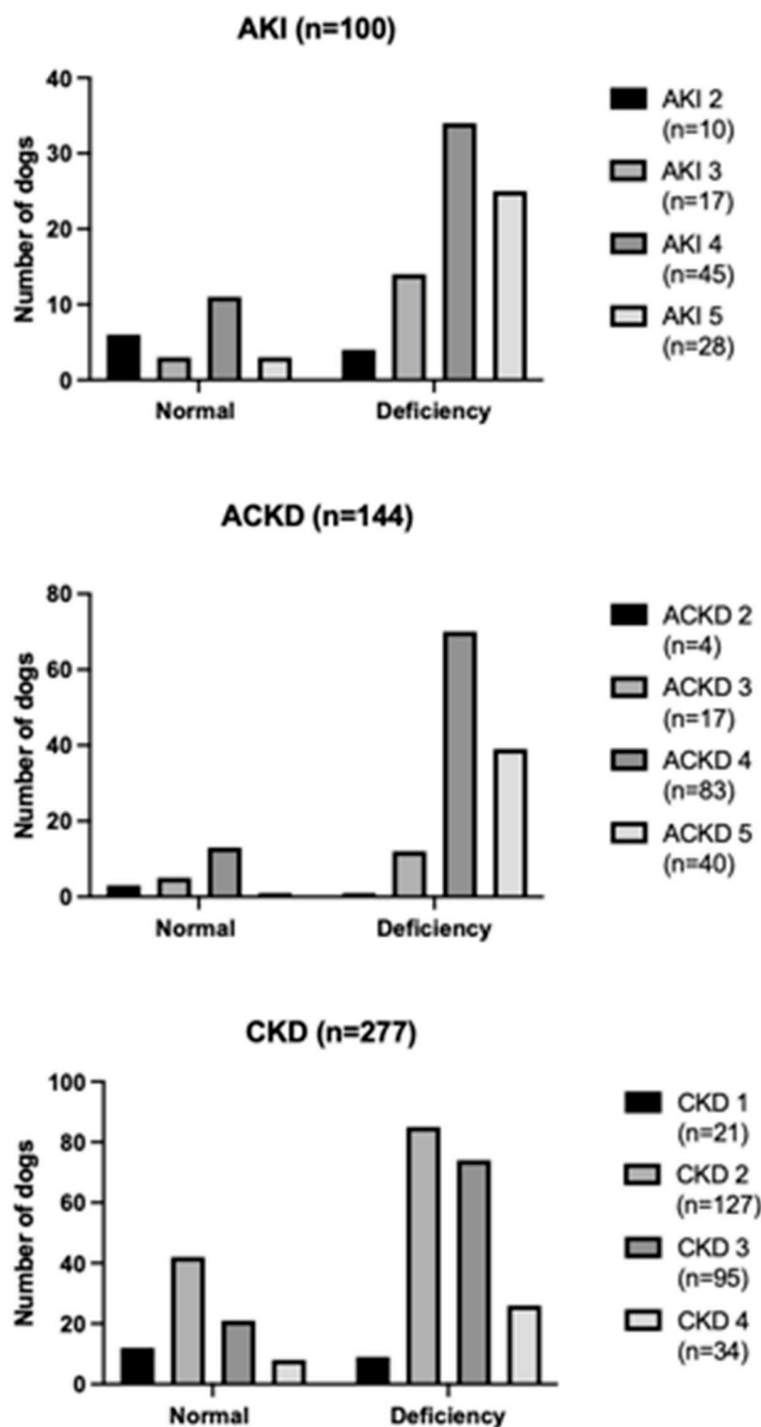 AKI (n=100)
Number of dogs
40
30
20
10
0
Normal
Deficiency
AKI 2
(n=10)
AKI 3
(n=17)
AKI 4
(n=45)
AKI 5
(n=28)
ACKD (n=144)
Number of dogs
80
60
40
20
0
Normal
Deficiency
ACKD 2
(n=4)
ACKD 3
(n=17)
ACKD 4
(n=83)
ACKD 5
(n=40)
CKD (n=277)
Number of dogs
100
80
60
40
20
0
Normal
Deficiency
CKD 1
(n=21)
CKD 2
(n=127)
CKD 3
(n=95)
CKD 4
(n=34)